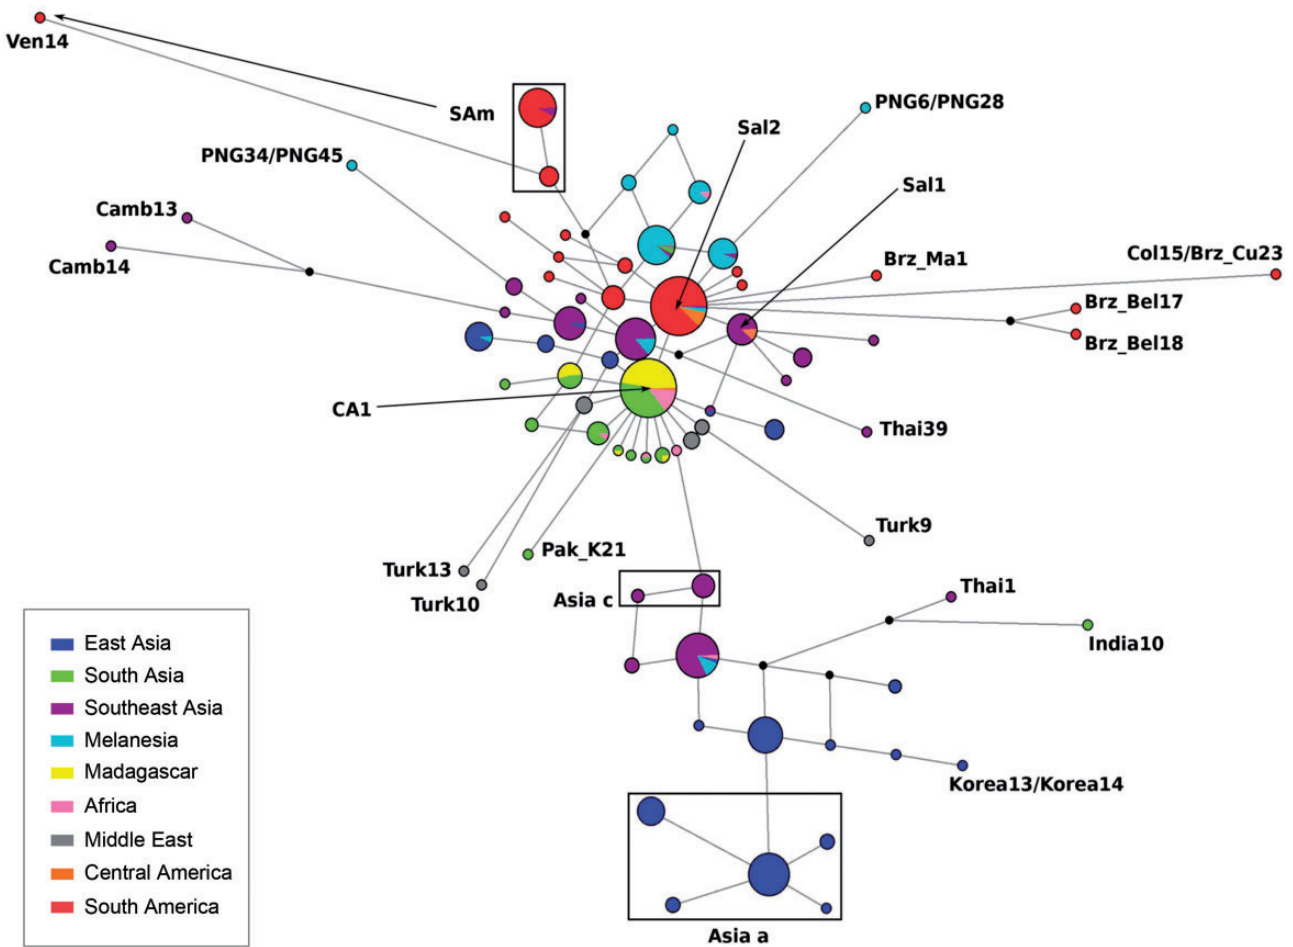 Ven14
SAm
PNG6/PNG28
Sal2
PNG34/PNG45
Sal1
Camb13
Camb14
Col15/Brz_Cu23
Brz_Ma1
Brz_Bel17
Brz_Bel18
CA1
Thai39
Turk9
Pak_K21
Turk13
Turk10
Asia c
Thai1
India10
East Asia
South Asia
Southeast Asia
Melanesia
Madagascar
Africa
Middle East
Central America
South America
Korea13/Korea14
Asia a